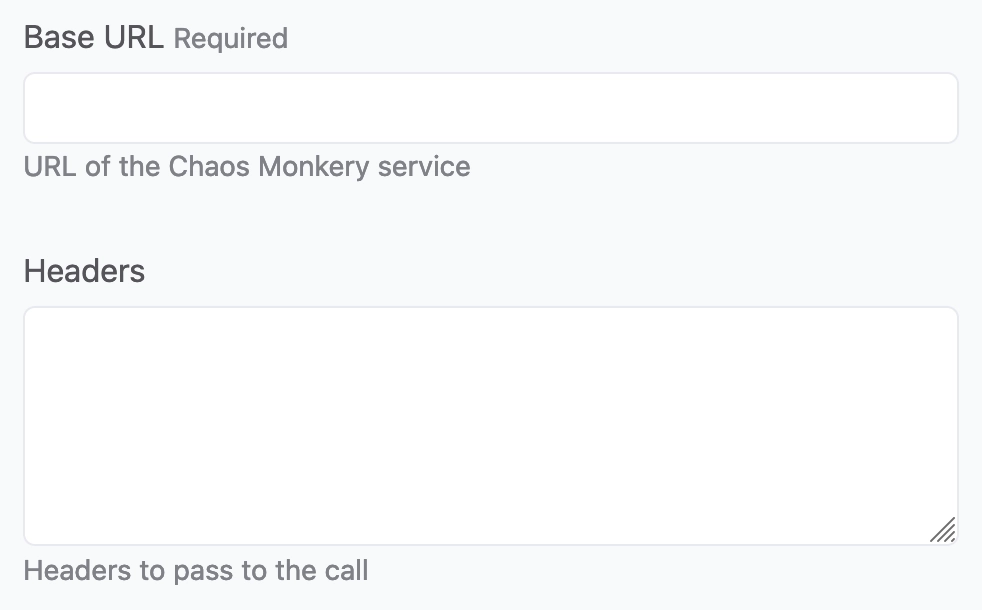 Base URL Required
URL of the Chaos Monkery service
Headers
Headers to pass to the call